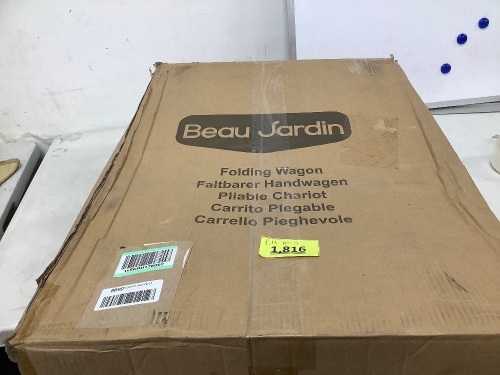 Beau Jardin
Folding Wagon
Faltbarer Handwagen
Pliable Chariot
Carrito Plegable
Carrello Pieghevole
1,816